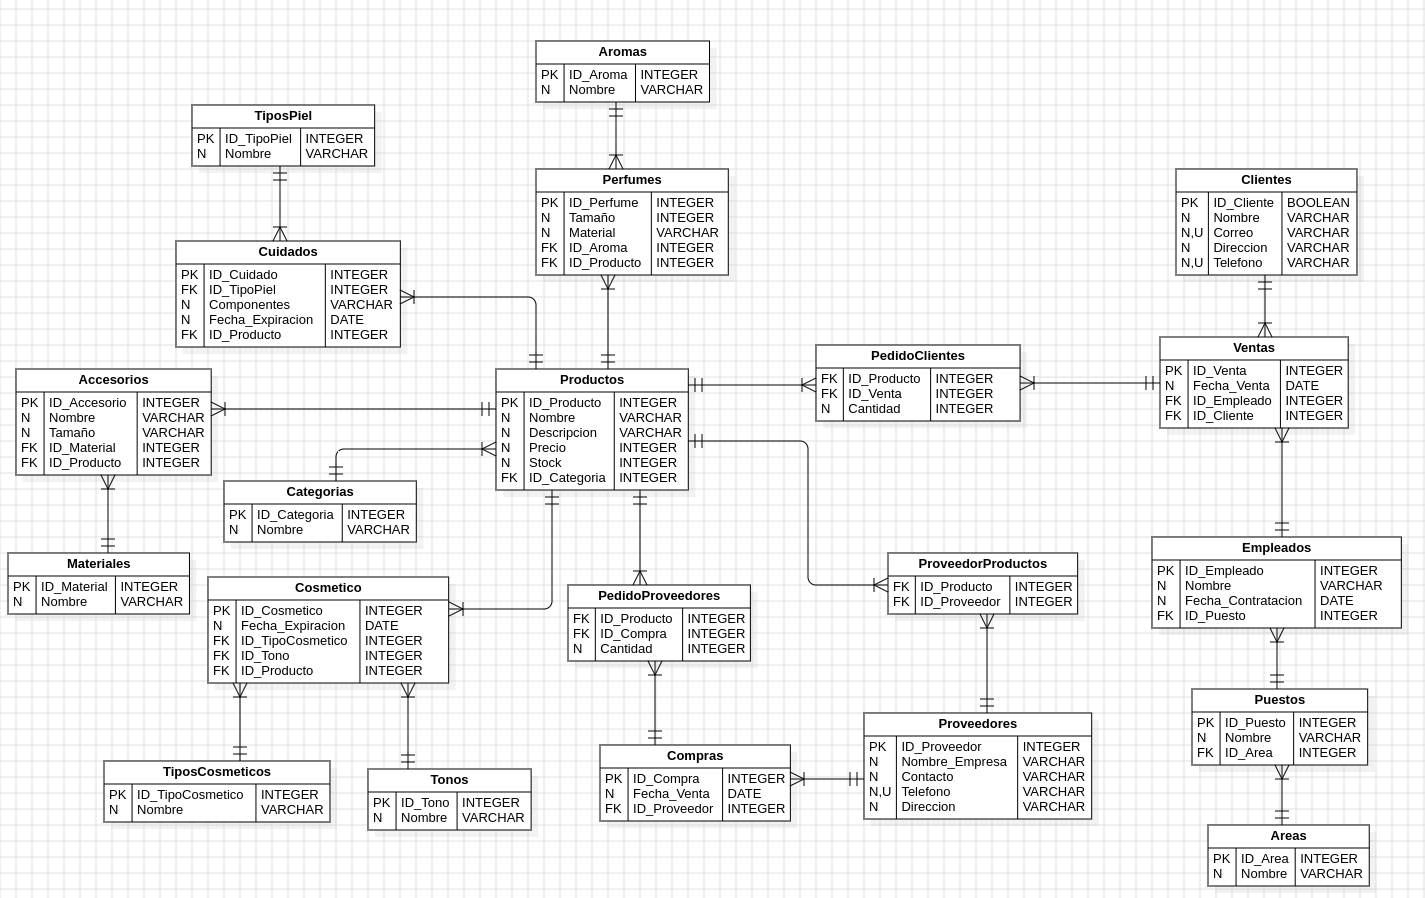 Aromas
PK ID_Aroma INTEGER
N Nombre VARCHAR
TiposPiel
PK ID_TipoPiel INTEGER
N Nombre VARCHAR
Perfumes
PK ID_Perfume INTEGER
N Tamaño INTEGER
N Material VARCHAR
FK ID_Aroma INTEGER
FK ID_Producto INTEGER
Clientes
PK ID_Cliente BOOLEAN
N Nombre VARCHAR
N,U Correo VARCHAR
N Direccion VARCHAR
N,U Telefono VARCHAR
Cuidados
PK ID_Cuidado INTEGER
FK ID_TipoPiel INTEGER
N Componentes VARCHAR
N Fecha_Expiracion DATE
FK ID_Producto INTEGER
Accesorios
PK ID_Accesorio INTEGER
N Nombre VARCHAR
N Tamaño VARCHAR
FK ID_Material INTEGER
FK ID_Producto INTEGER
Productos
PK ID_Producto INTEGER
N Nombre VARCHAR
N Descripcion VARCHAR
N Precio INTEGER
N Stock INTEGER
FK ID_Categoria INTEGER
PedidoClientes
FK ID_Producto INTEGER
FK ID_Venta INTEGER
N Cantidad INTEGER
Ventas
PK ID_Venta INTEGER
N Fecha_Venta DATE
FK ID_Empleado INTEGER
FK ID_Cliente INTEGER
Categorias
PK ID_Categoria INTEGER
N Nombre VARCHAR
Materiales
PK ID_Material INTEGER
N Nombre VARCHAR
Cosmetico
PK ID_Cosmetico INTEGER
N Fecha_Expiracion DATE
FK ID_TipoCosmetico INTEGER
FK ID_Tono INTEGER
FK ID_Producto INTEGER
PedidoProveedores
FK ID_Producto INTEGER
FK ID_Compra INTEGER
N Cantidad INTEGER
ProveedorProductos
FK ID_Producto INTEGER
FK ID_Proveedor INTEGER
Empleados
PK ID_Empleado INTEGER
N Nombre VARCHAR
N Fecha_Contratacion DATE
FK ID_Puesto INTEGER
Puestos
PK ID_Puesto INTEGER
N Nombre VARCHAR
FK ID_Area INTEGER
TiposCosmeticos
PK ID_TipoCosmetico INTEGER
N Nombre VARCHAR
Tonos
PK ID_Tono INTEGER
N Nombre VARCHAR
Compras
PK ID_Compra INTEGER
N Fecha_Venta DATE
FK ID_Proveedor INTEGER
Proveedores
PK ID_Proveedor INTEGER
N Nombre_Empresa VARCHAR
N Contacto VARCHAR
N,U Telefono VARCHAR
N Direccion VARCHAR
Areas
PK ID_Area INTEGER
N Nombre VARCHAR